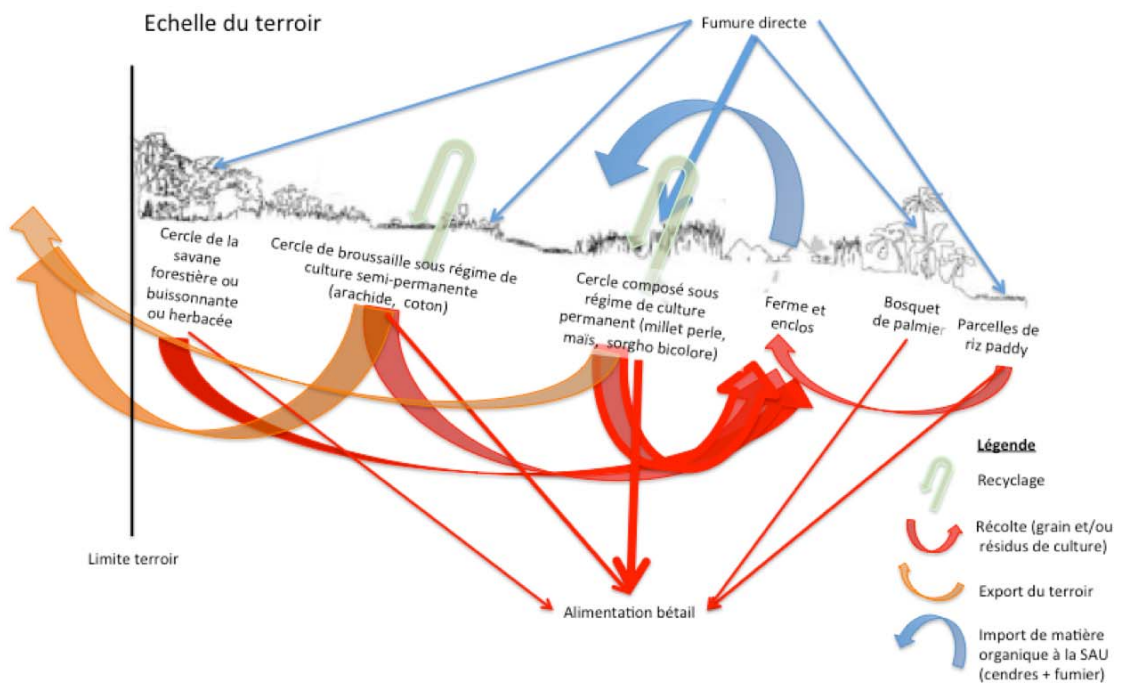 Echelle du terroir
Fumure directe
Cercle de la
savane
forestière ou
buissonnante
ou herbacée
Cercle de broussaille sous régime de
culture semi-permanente
(arachide, coton)
Cercle composé sous
régime de culture
permanent (millet perle,
maïs, sorgho bicolore)
Ferme et
enclos
Bosquet
de palmier
Parcelles de
riz paddy
Limite terroir
Alimentation bétail
Légende
Recyclage
Récolte (grain et/ou
résidus de culture)
Export du terroir
Import de matière
organique à la SAU
(cendres + fumier)